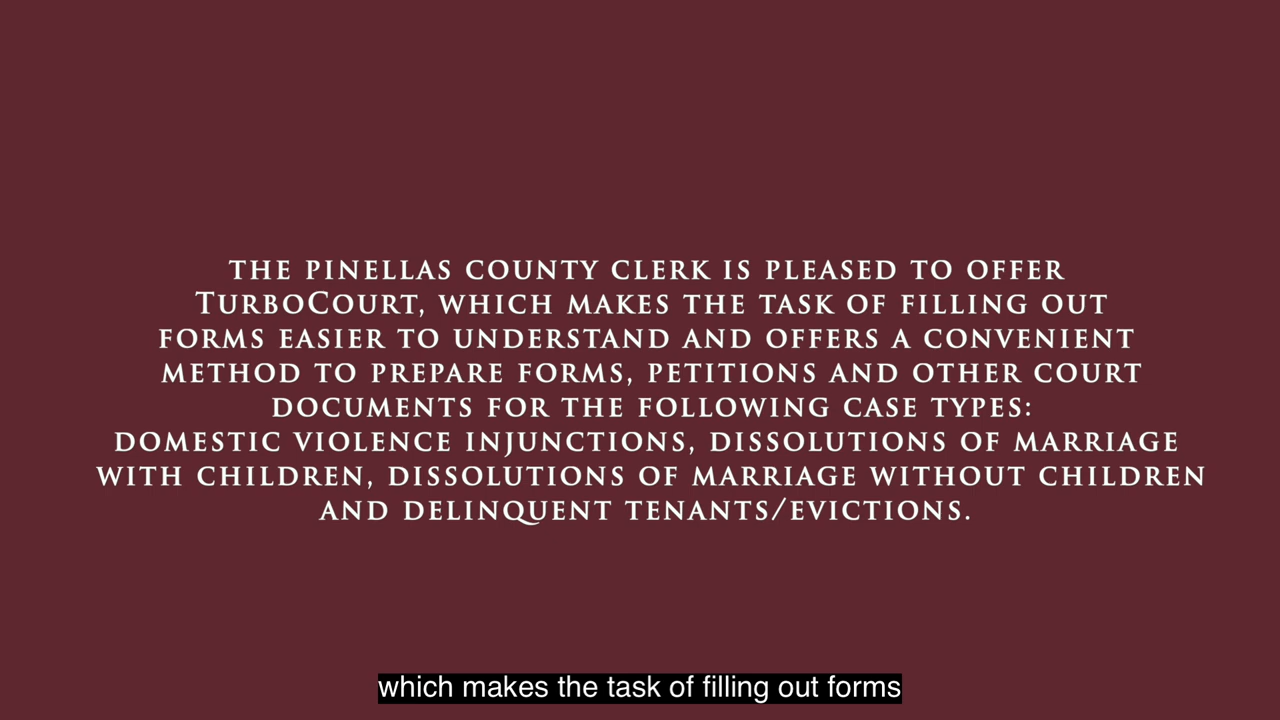 THE PINELLAS COUNTY CLERK IS PLEASED TO OFFER
TURBOCOURT, WHICH MAKES THE TASK OF FILLING OUT
FORMS EASIER TO UNDERSTAND AND OFFERS A CONVENIENT
METHOD TO PREPARE FORMS, PETITIONS AND OTHER COURT
DOCUMENTS FOR THE FOLLOWING CASE TYPES:
DOMESTIC VIOLENCE INJUNCTIONS, DISSOLUTIONS OF MARRIAGE
WITH CHILDREN, DISSOLUTIONS OF MARRIAGE WITHOUT CHILDREN
AND DELINQUENT TENANTS/EVICTIONS.
which makes the task of filling out forms